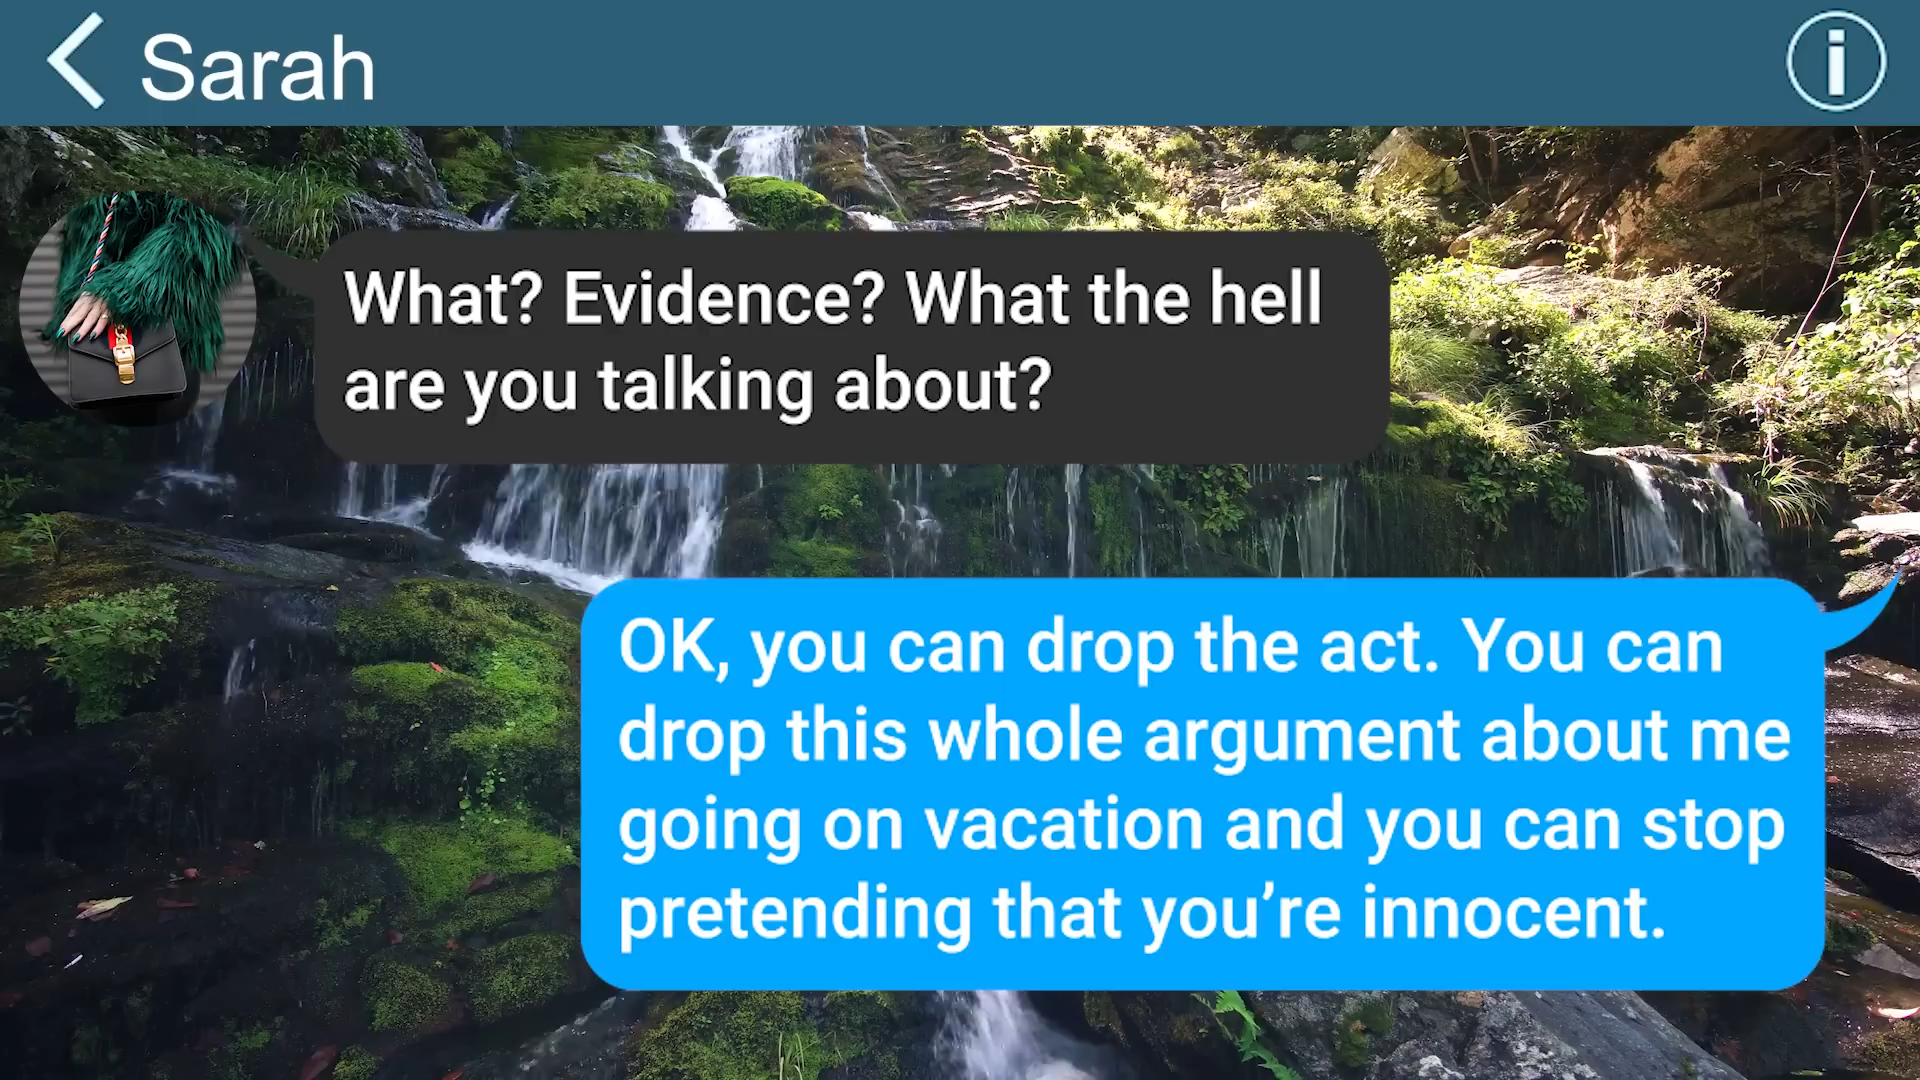 Sarah
What? Evidence? What the hell
are you talking about?
OK, you can drop the act. You can
drop this whole argument about me
going on vacation and you can stop
pretending that you’re innocent.